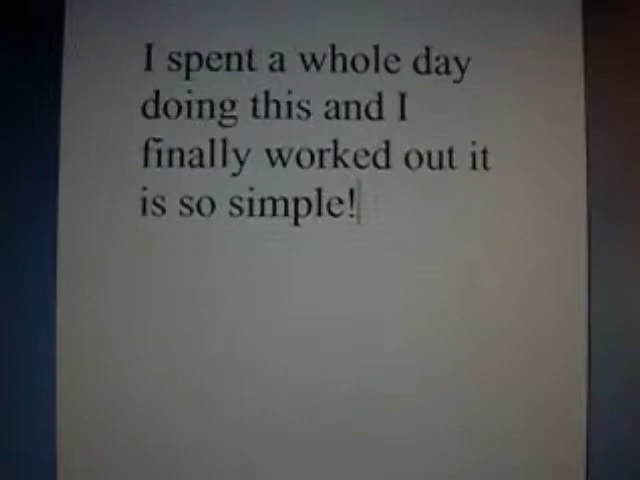 I spent a whole day
doing this and I
finally worked out it
is so simple!